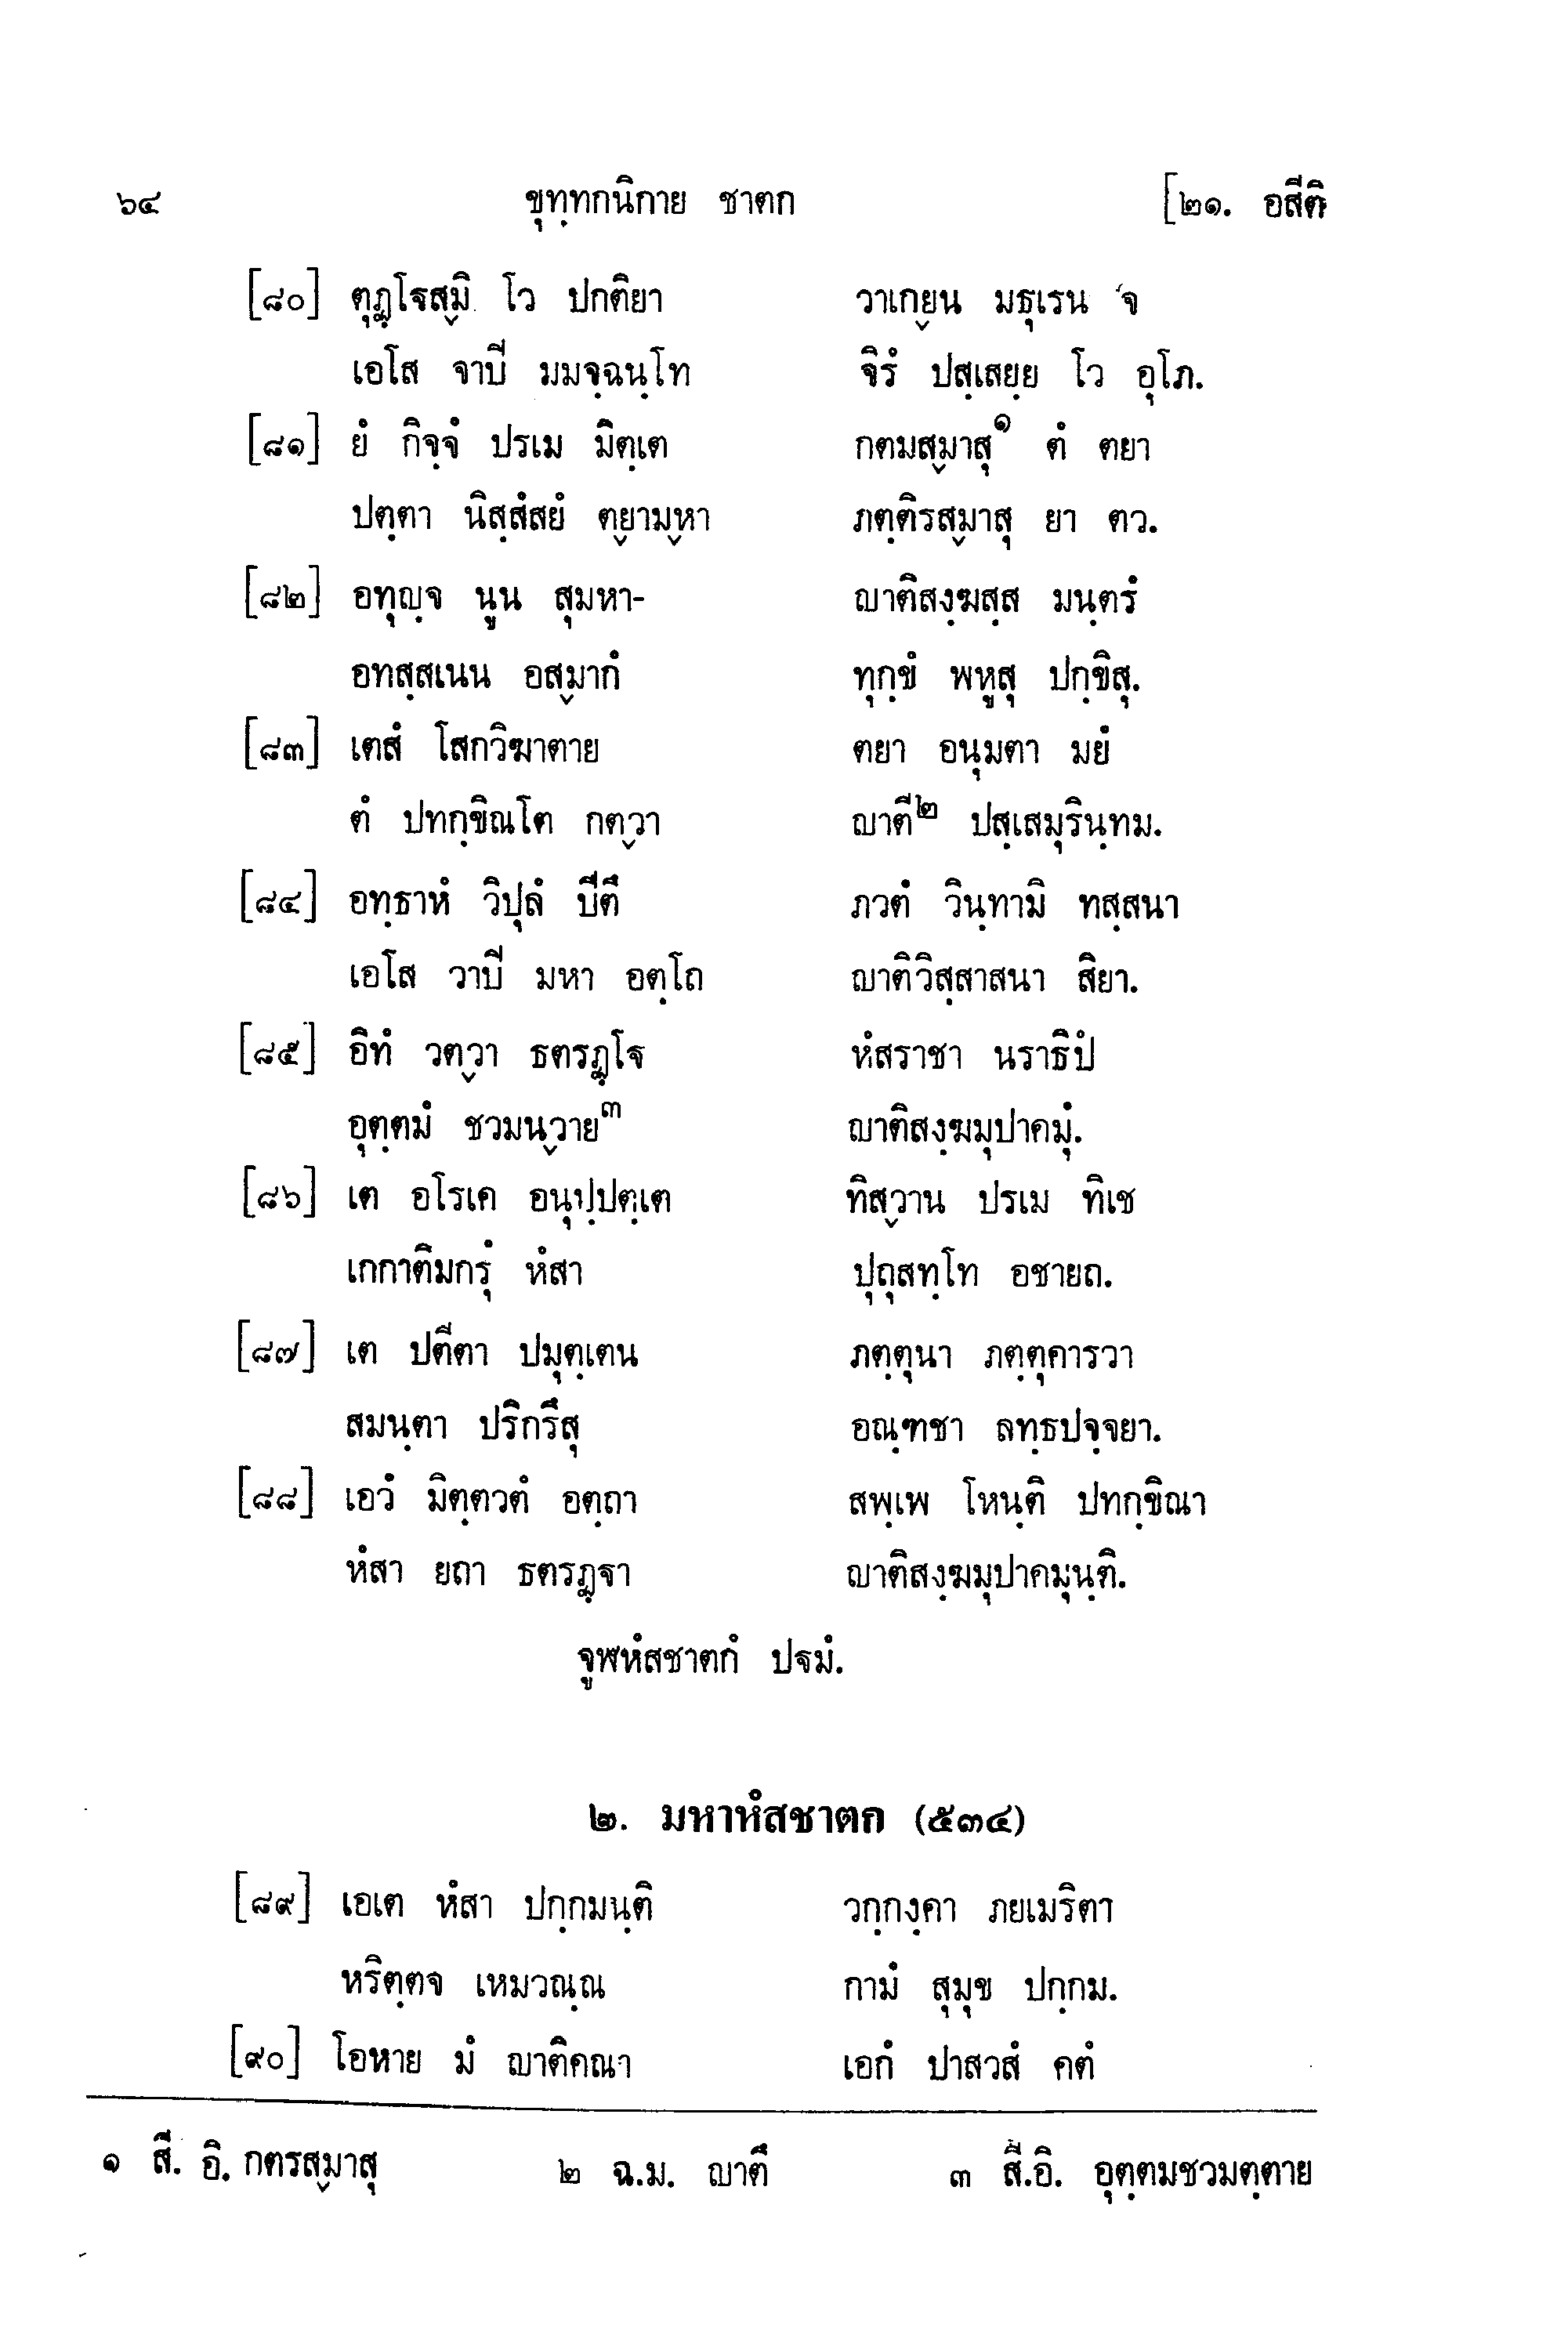 ๖๔ ขุทฺทกนิกาย ชาตก [๒๑. อสีติ
[๘๐] ตุฏฺโฐสฺมิ โว ปกติยา วาเกฺยน มธุเรน จ
เอโส จาปี มมจฺฉนฺโท จิรํ ปสฺเสยฺย โว อุโภ.
[๘๑] ยํ กิจฺจํ ปรเม มิตฺเต กตมสฺมาสุ๑ ตํ ตยา
ปตฺตา นิสฺสํสยํ ตฺยามฺหา ภตฺติรสฺมาสุ ยา ตว.
[๘๒] อทุญฺจ นูน สุมหา- ญาติสงฺฆสฺส มนฺตรํ
อทสฺสเนน อสฺมากํ ทุกฺขํ พหูสุ ปกฺขิสุ.
[๘๓] เตสํ โสกวิฆาตาย ตยา อนุมตา มยํ
ตํ ปทกฺขิณโต กตฺวา ญาตี๒ ปสฺเสมุรินฺทม.
[๘๔] อทฺธาหํ วิปุลํ ปีตึ ภวตํ วินฺทามิ ทสฺสนา
เอโส วาปี มหา อตฺโถ ญาติวิสฺสาสนา สิยา.
[๘๕] อิทํ วตฺวา ธตรฏฺโฐ หํสราชา นราธิปํ
อุตฺตมํ ชวมนฺวาย๓ ญาติสงฺฆมุปาคมุํ.
[๘๖] เต อโรเค อนุปฺปตฺเต ทิสฺวาน ปรเม ทิเช
เกกาติมกรุํ หํสา ปุถุสทฺโท อชายถ.
[๘๗] เต ปตีตา ปมุตฺเตน ภตฺตุนา ภตฺตุคารวา
สมนฺตา ปริกรึสุ อณฺฑชา ลทฺธปจฺจยา.
[๘๘] เอวํ มิตฺตวตํ อตฺถา สพฺเพ โหนฺติ ปทกฺขิณา
หํสา ยถา ธตรฏฺฐา ญาติสงฺฆมุปาคมุนฺติ.
จูฬหํสชาตกํ ปฐมํ.
๒. มหาหํสชาตก (๕๓๔)
[๘๙] เอเต หํสา ปกฺกมนฺติ วกฺกงฺคา ภยเมริตา
หริตฺตจ เหมวณฺณ กามํ สุมุข ปกฺกม.
[๙๐] โอหาย มํ ญาติคณา เอกํ ปาสวสํ คตํ
๑ สี. อิ. กตรสฺมาสุ ๒ ฉ.ม. ญาตึ ๓ สี.อิ. อุตฺตมชวมตฺตาย